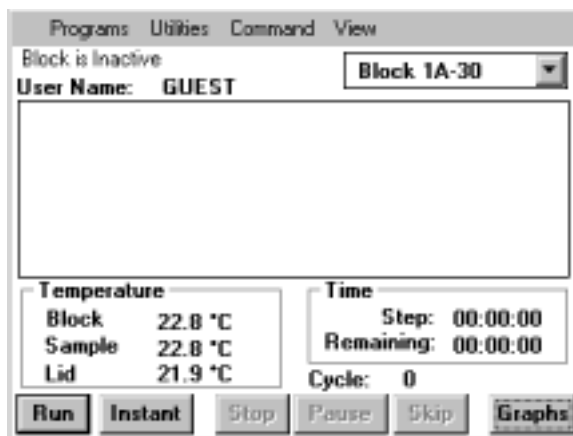 Programs Utilities Command View
Block is Inactive
Block 1A-30
User Name: GUEST
Temperature
Block 22.8 °C
Sample 22.8 °C
Lid 21.9 °C
Time
Step: 00:00:00
Remaining: 00:00:00
Cycle: 0
Run Instant Stop Pause Skip Graphs